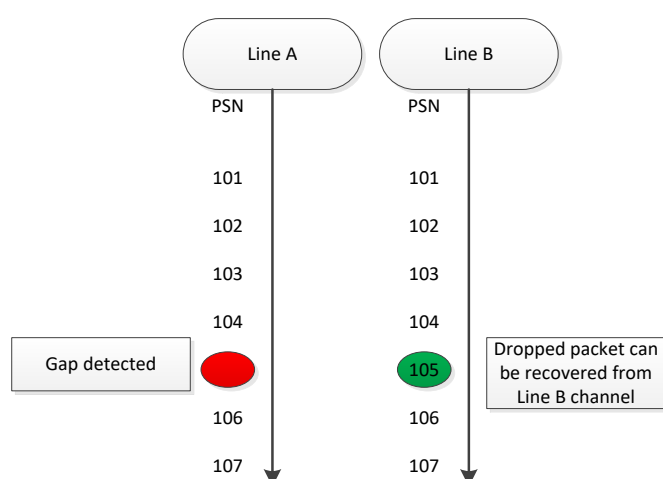 Line A
Line B
PSN
PSN
101
101
102
102
103
103
104
104
Gap detected
105
Dropped packet can
be recovered from
Line B channel
106
106
107
107